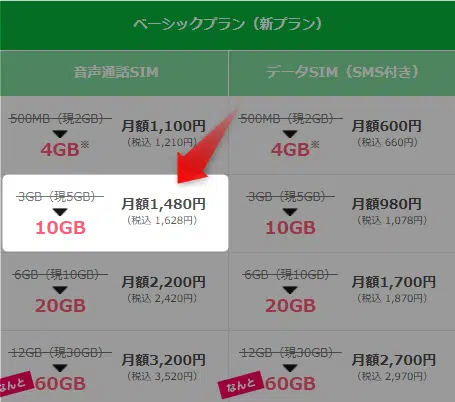 ベーシックプラン（新プラン）
音声通話SIM
データSIM（SMS付き）
500MB（現2GB）
4GB※
月額1,100円
（税込 1,210円）
500MB（現2GB）
4GB※
月額600円
（税込 660円）
3GB（現5GB）
10GB
月額1,480円
（税込 1,628円）
3GB（現5GB）
10GB
月額980円
（税込 1,078円）
6GB（現10GB）
20GB
月額2,200円
（税込 2,420円）
6GB（現10GB）
20GB
月額1,700円
（税込 1,870円）
12GB（現30GB）
なんと
60GB
月額3,200円
（税込 3,520円）
12GB（現30GB）
なんと
60GB
月額2,700円
（税込 2,970円）